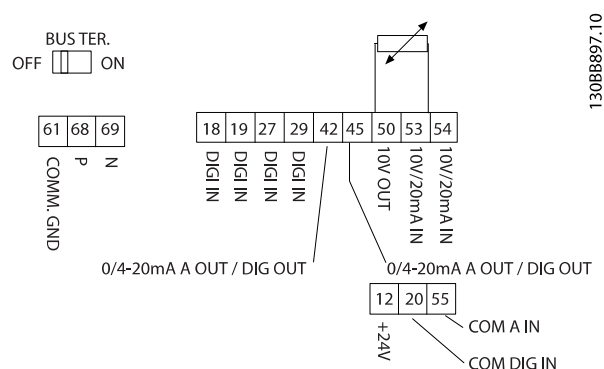 BUS TER.
OFF ON
61 68 69
COMM. GND
P
N
18 19 27 29 42 45 50 53 54
DIGI IN
DIGI IN
DIGI IN
DIGI IN
10V OUT
10V/20mA IN
10V/20mA IN
0/4-20mA A OUT / DIG OUT
0/4-20mA A OUT / DIG OUT
12 20 55
+24V
COM A IN
COM DIG IN
130BB897.10